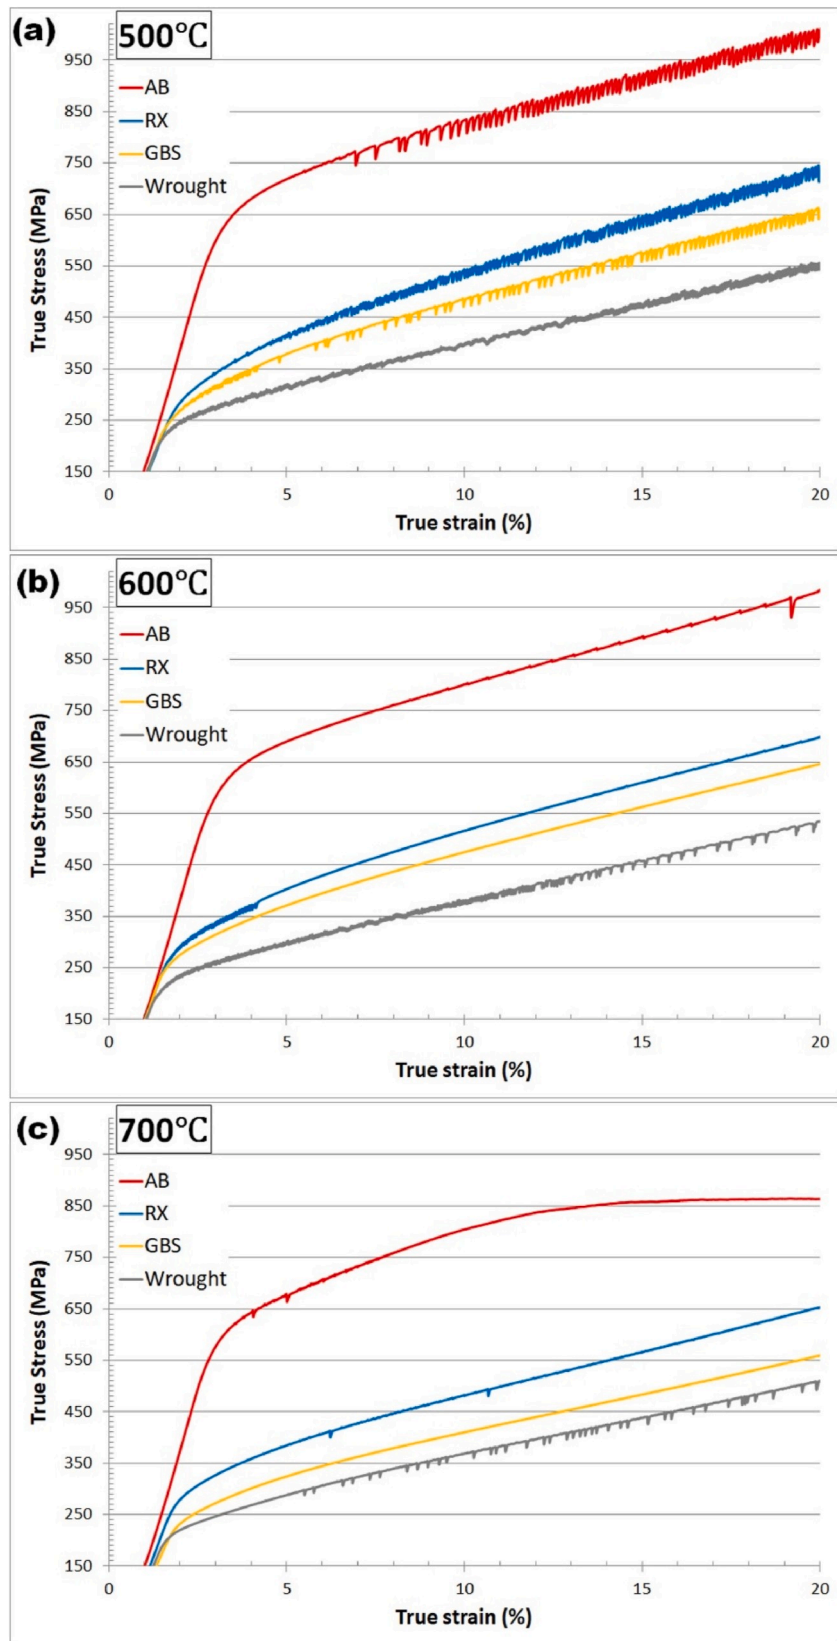 (a)
500℃
AB
RX
GBS
Wrought
950
850
750
650
550
450
350
250
150
True Stress (MPa)
0 5 10 15 20
True strain (%)
(b)
600℃
AB
RX
GBS
Wrought
950
850
750
650
550
450
350
250
150
True Stress (MPa)
0 5 10 15 20
True strain (%)
(c)
700℃
AB
RX
GBS
Wrought
950
850
750
650
550
450
350
250
150
True Stress (MPa)
0 5 10 15 20
True strain (%)